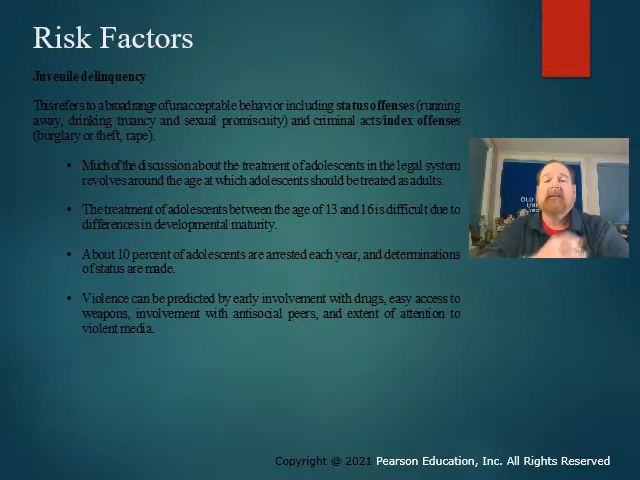 Risk Factors
Juvenile delinquency
This refers to a broad range of unacceptable behavior including status offenses (running
away, drinking truancy and sexual promiscuity) and criminal acts/index offenses
(burglary or theft, rape).
• Much of the discussion about the treatment of adolescents in the legal system
revolves around the age at which adolescents should be treated as adults.
• The treatment of adolescents between the age of 13 and 16 is difficult due to
differences in developmental maturity.
• About 10 percent of adolescents are arrested each year, and determinations
of status are made.
• Violence can be predicted by early involvement with drugs, easy access to
weapons, involvement with antisocial peers, and extent of attention to
violent media.
OLD
UN
Copyright @ 2021 Pearson Education, Inc. All Rights Reserved